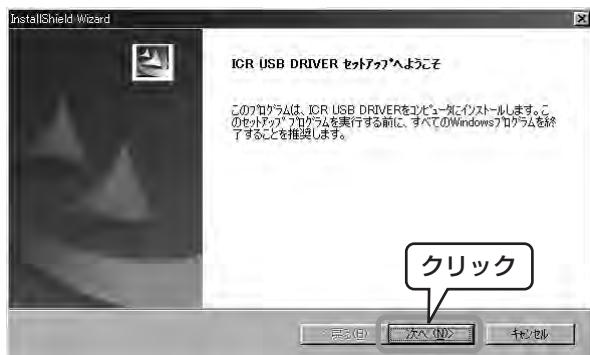 InstallShield Wizard
ICR USB DRIVER ｾｯﾄｱｯﾌﾟへようこそ
このﾌﾟﾛｸﾞﾗﾑは、ICR USB DRIVERをｺﾝﾋﾟｭｰﾀにｲﾝｽﾄｰﾙします。こ
のｾｯﾄｱｯﾌﾟ ﾌﾟﾛｸﾞﾗﾑを実行する前に、すべてのWindowsﾌﾟﾛｸﾞﾗﾑを終
了することを推奨します。
クリック
< 戻る(B) 次へ(N)> ｷｬﾝｾﾙ